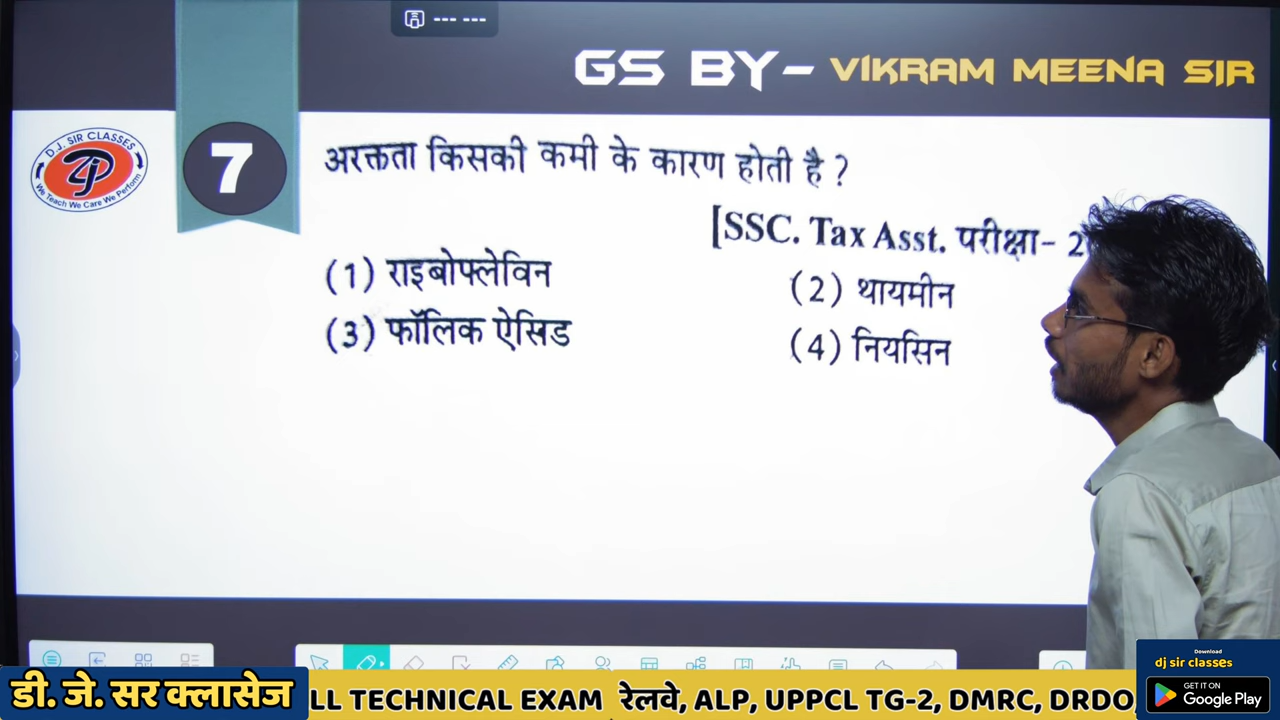 --- ---
GS BY- VIKRAM MEENA SIR
D.J. SIR CLASSES
We Teach We Care We Perform
7
अरक्तता किसकी कमी के कारण होती है ?
[SSC. Tax Asst. परीक्षा- 2
(1) राइबोफ्लेविन
(2) थायमीन
(3) फॉलिक ऐसिड
(4) नियसिन
डी. जे. सर क्लासेज
LL TECHNICAL EXAM रेलवे, ALP, UPPCL TG-2, DMRC, DRDO,
Download
dj sir classes
GET IT ON
Google Play